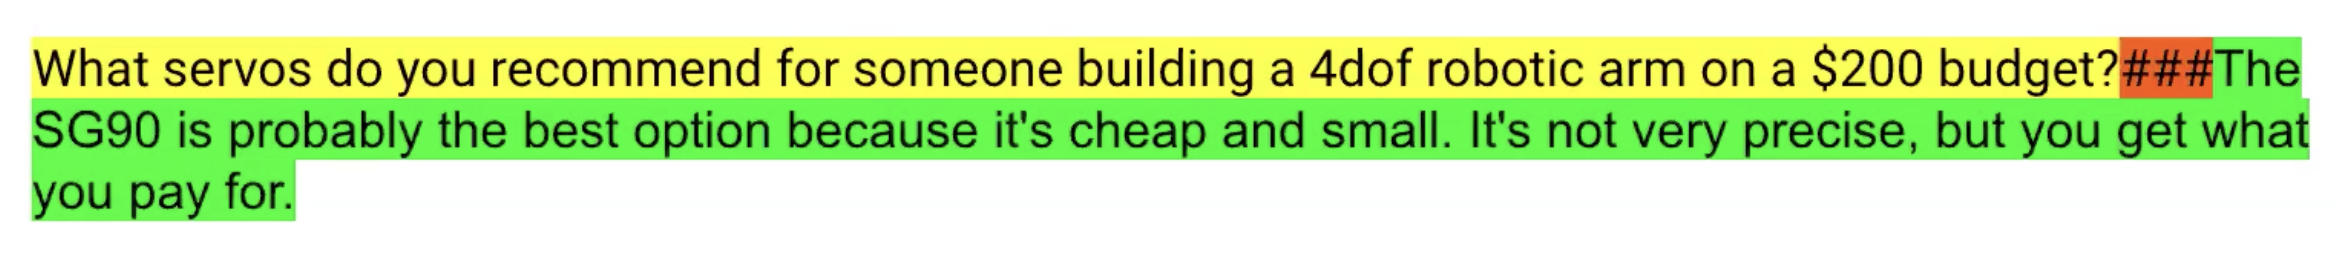 What servos do you recommend for someone building a 4dof robotic arm on a $200 budget?###The
SG90 is probably the best option because it's cheap and small. It's not very precise, but you get what
you pay for.